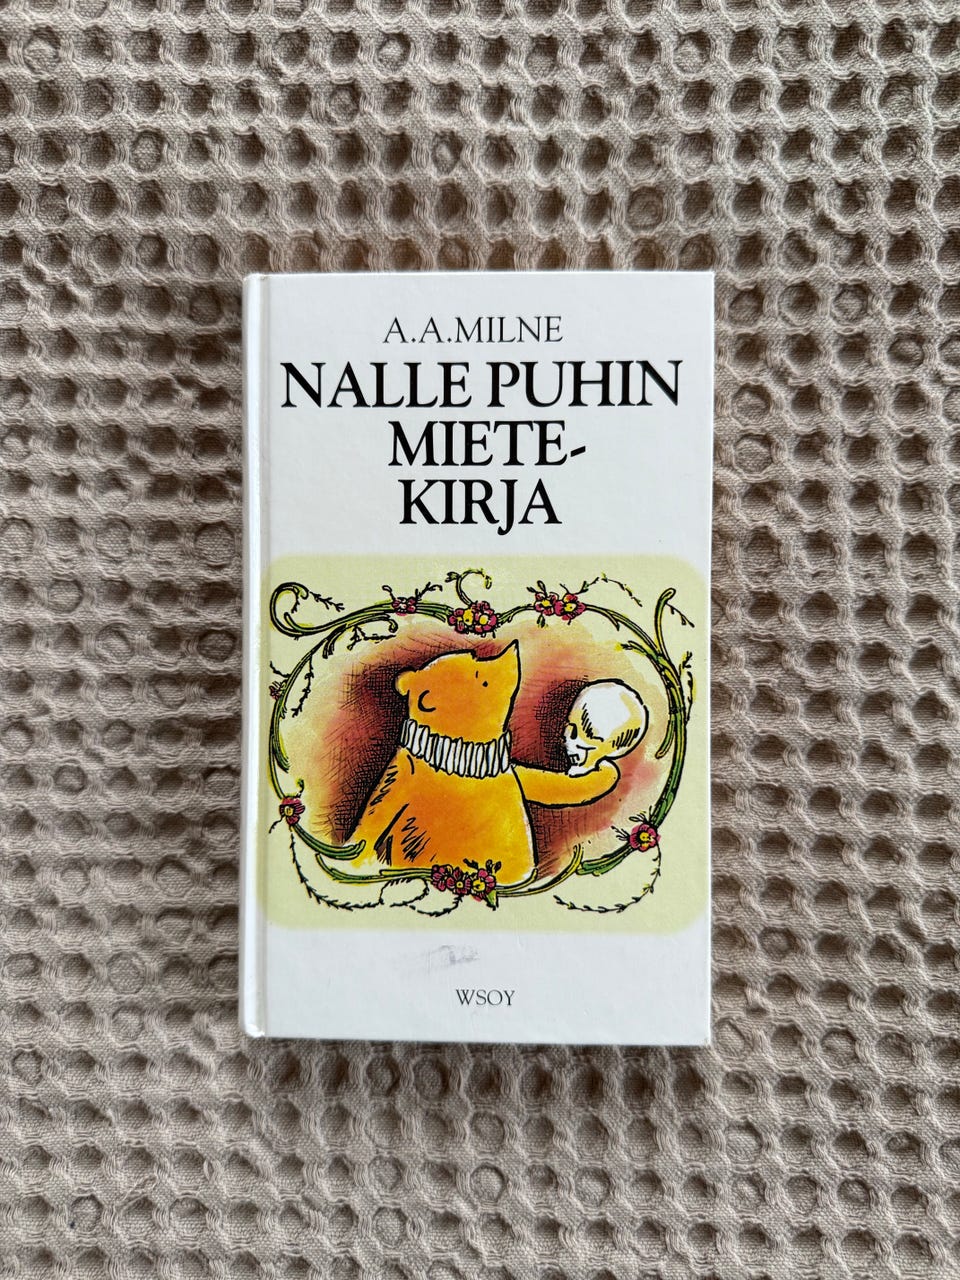 A.A.MILNE
NALLE PUHIN
MIETE-
KIRJA
WSOY